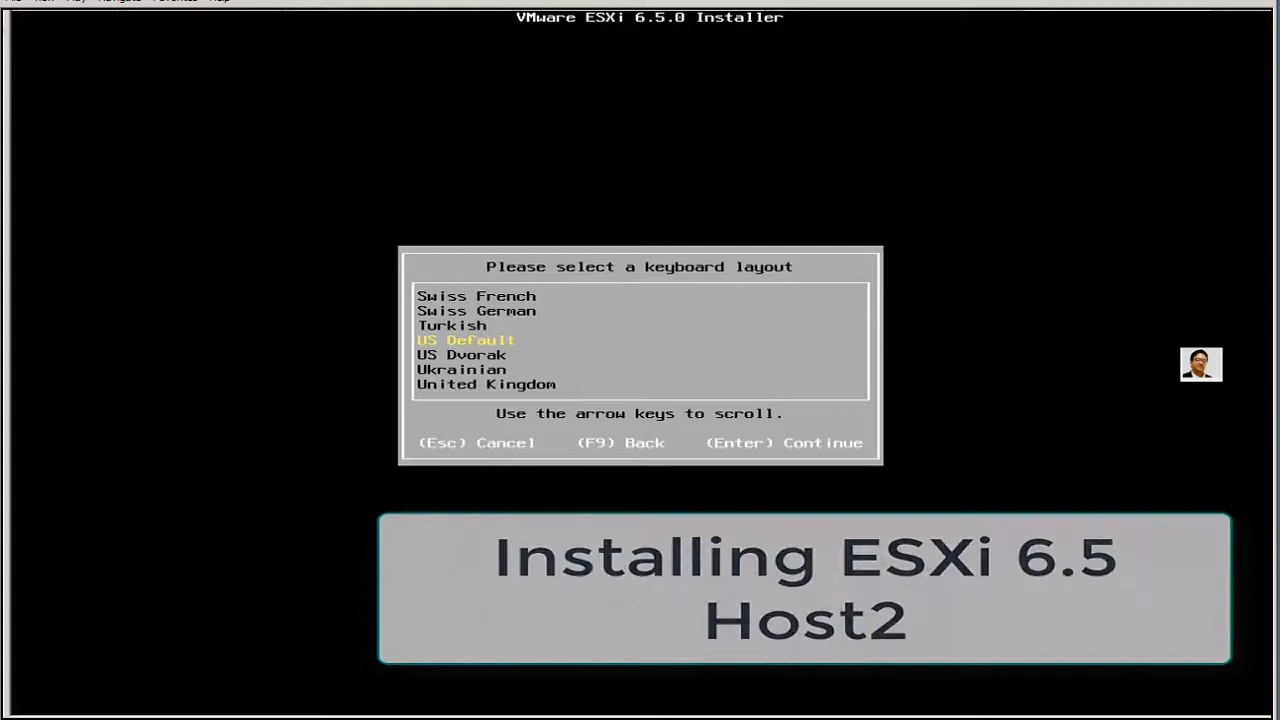 VMware ESXi 6.5.0 Installer
Please select a keyboard layout
Swiss French
Swiss German
Turkish
US Default
US Dvorak
Ukrainian
United Kingdom
Use the arrow keys to scroll.
(Esc) Cancel (F9) Back (Enter) Continue
Installing ESXi 6.5
Host2